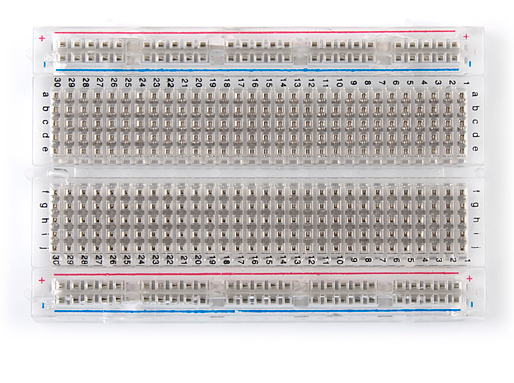 + +
- -
30 29 28 27 26 25 24 23 22 21 20 19 18 17 16 15 14 13 12 11 10 9 8 7 6 5 4 3 2 1
a a
b b
c c
d d
e e
f f
g g
h h
i i
j j
30 29 28 27 26 25 24 23 22 21 20 19 18 17 16 15 14 13 12 11 10 9 8 7 6 5 4 3 2 1
+ +
- -